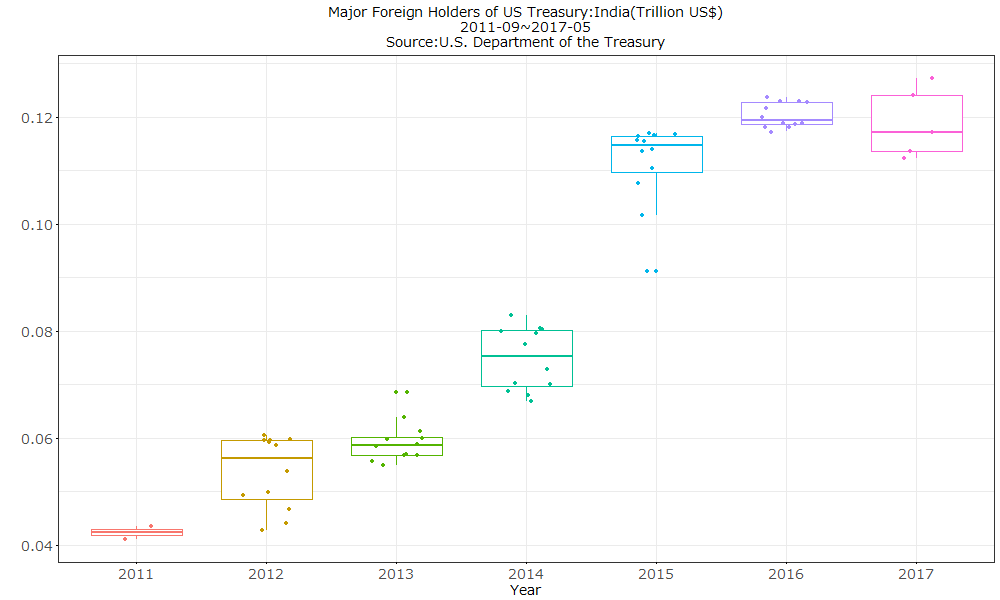 Major Foreign Holders of US Treasury:India(Trillion US$)
2011-09~2017-05
Source:U.S. Department of the Treasury
0.12
0.10
0.08
0.06
0.04
2011 2012 2013 2014 2015 2016 2017
Year